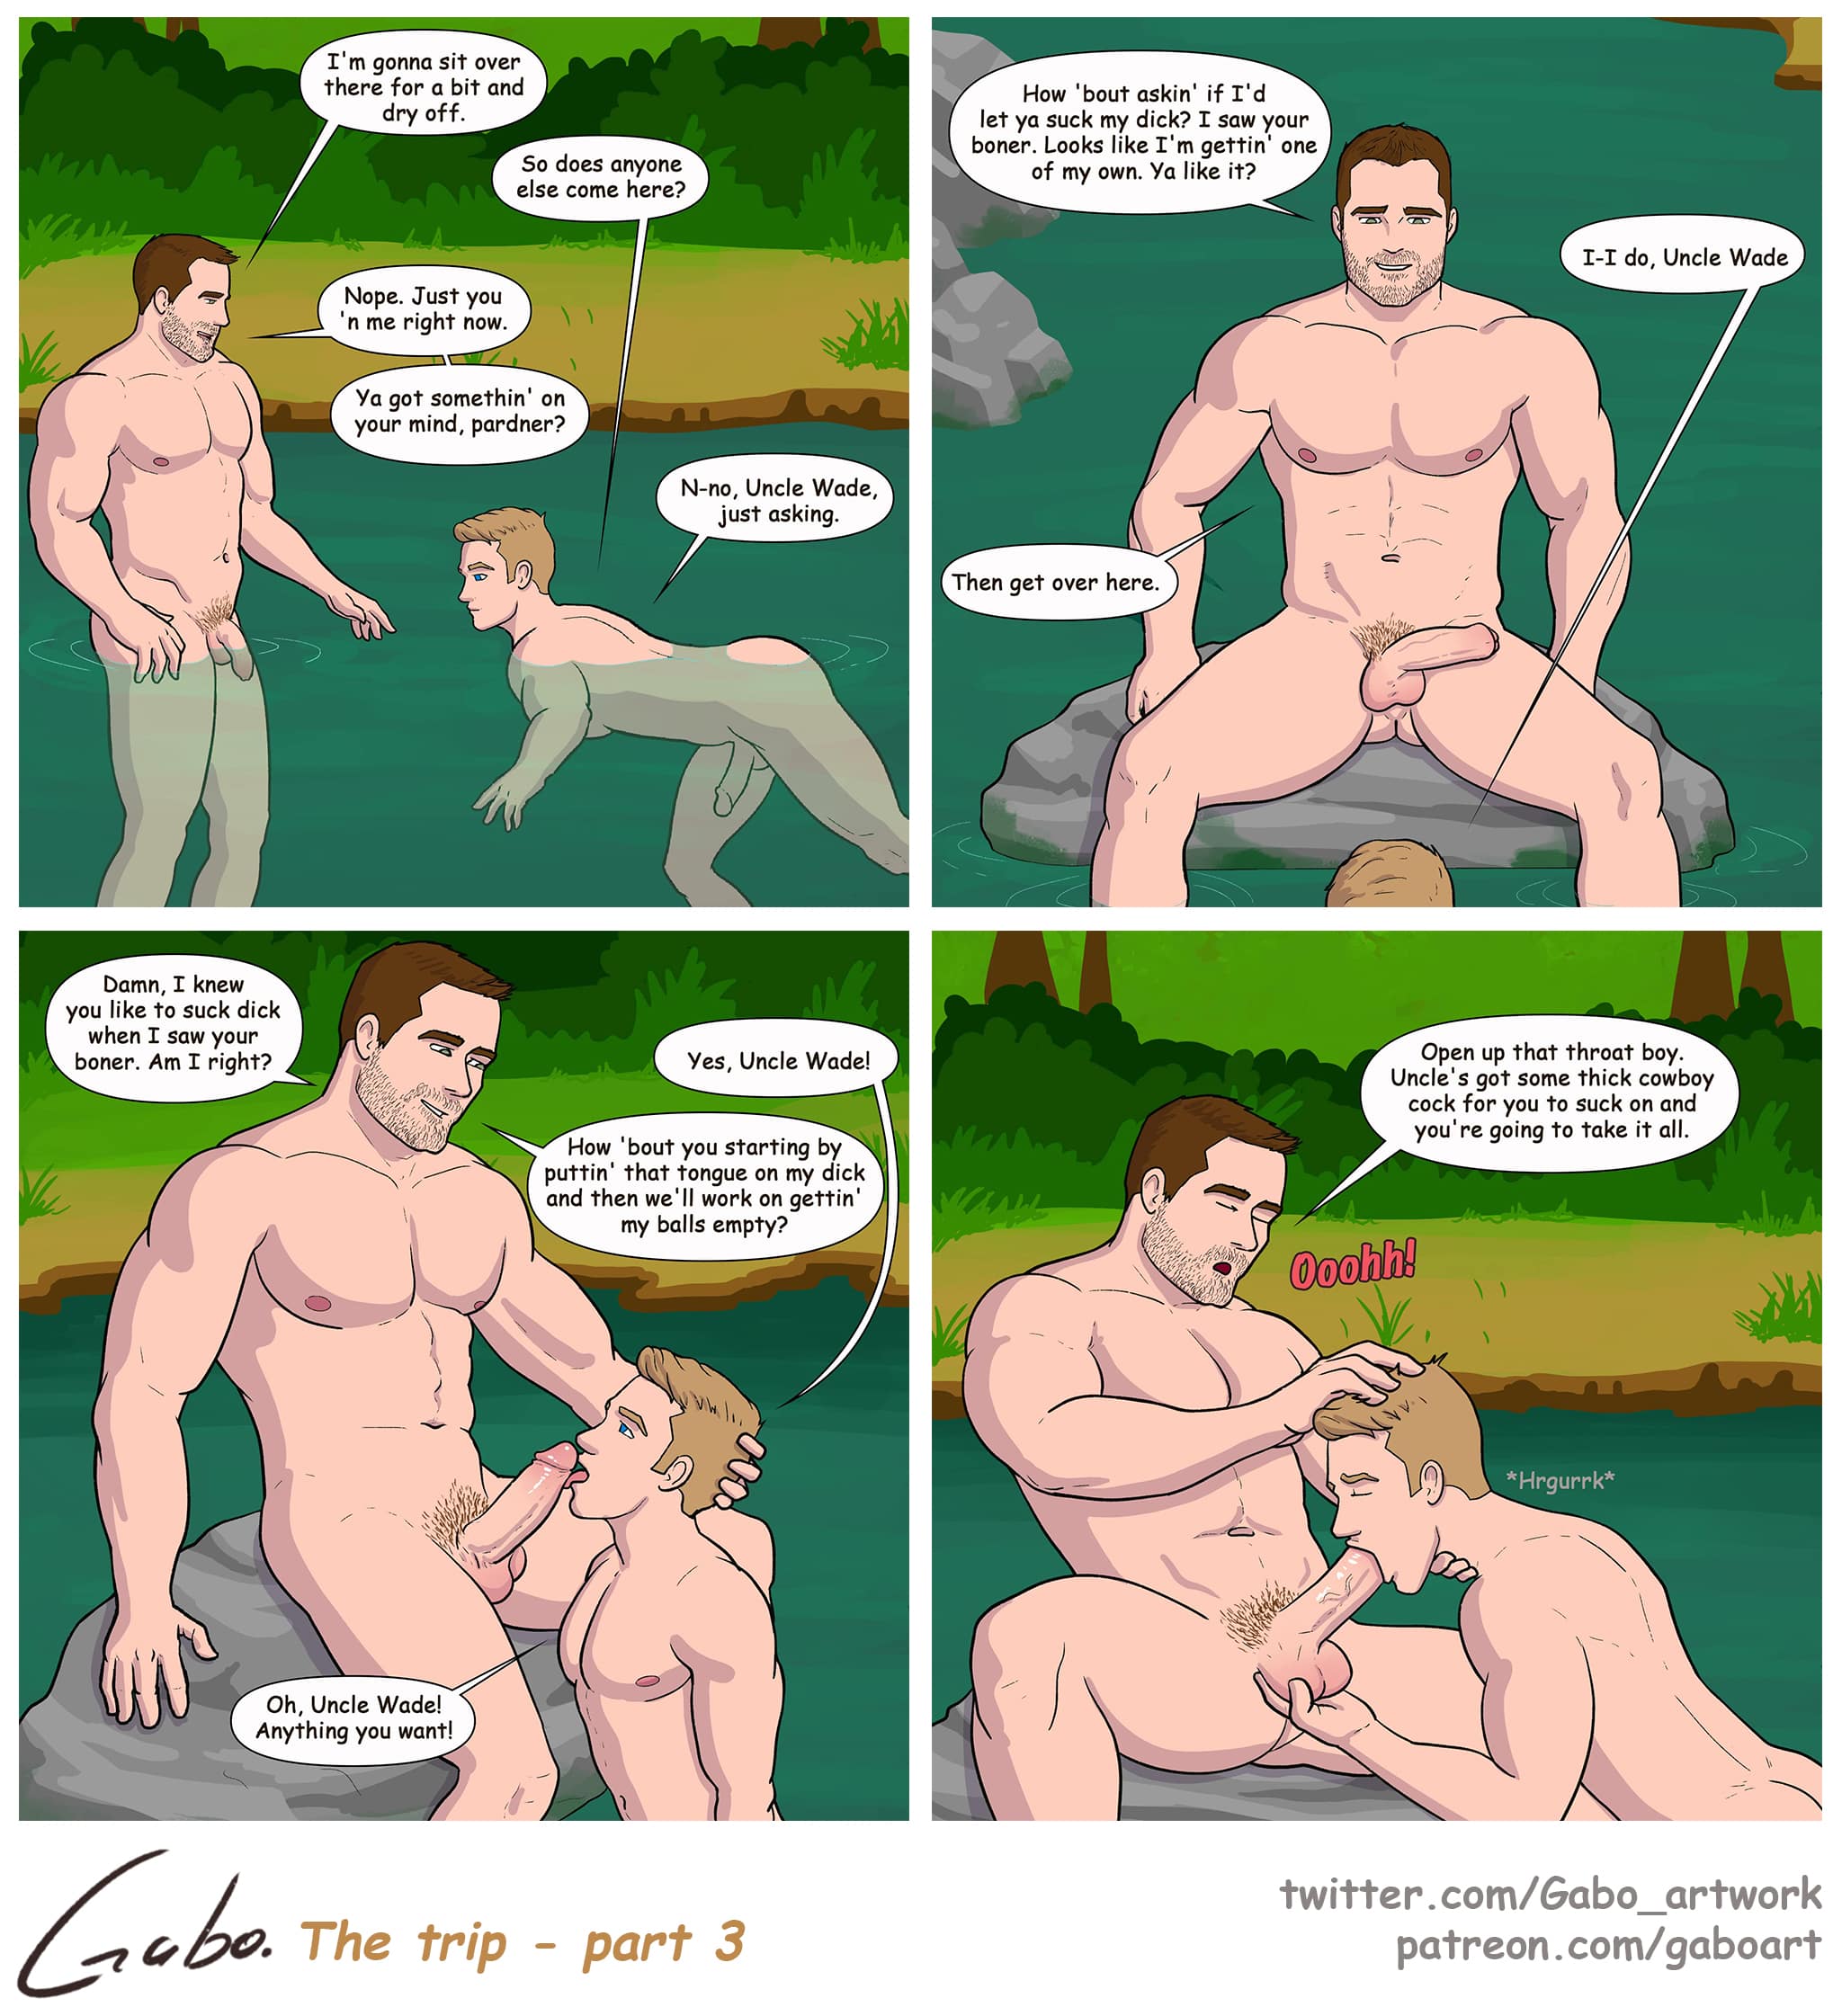 I'm gonna sit over
there for a bit and
dry off.
So does anyone
else come here?
Nope. Just you
'n me right now.
Ya got somethin' on
your mind, pardner?
N-no, Uncle Wade,
just asking.
How 'bout askin' if I'd
let ya suck my dick? I saw your
boner. Looks like I'm gettin' one
of my own. Ya like it?
I-I do, Uncle Wade
Then get over here.
Damn, I knew
you like to suck dick
when I saw your
boner. Am I right?
Yes, Uncle Wade!
How 'bout you starting by
puttin' that tongue on my dick
and then we'll work on gettin'
my balls empty?
Oh, Uncle Wade!
Anything you want!
Open up that throat boy.
Uncle's got some thick cowboy
cock for you to suck on and
you're going to take it all.
Ooohh!
*Hrgurrk*
Gabo. The trip - part 3
twitter.com/Gabo_artwork
patreon.com/gaboart